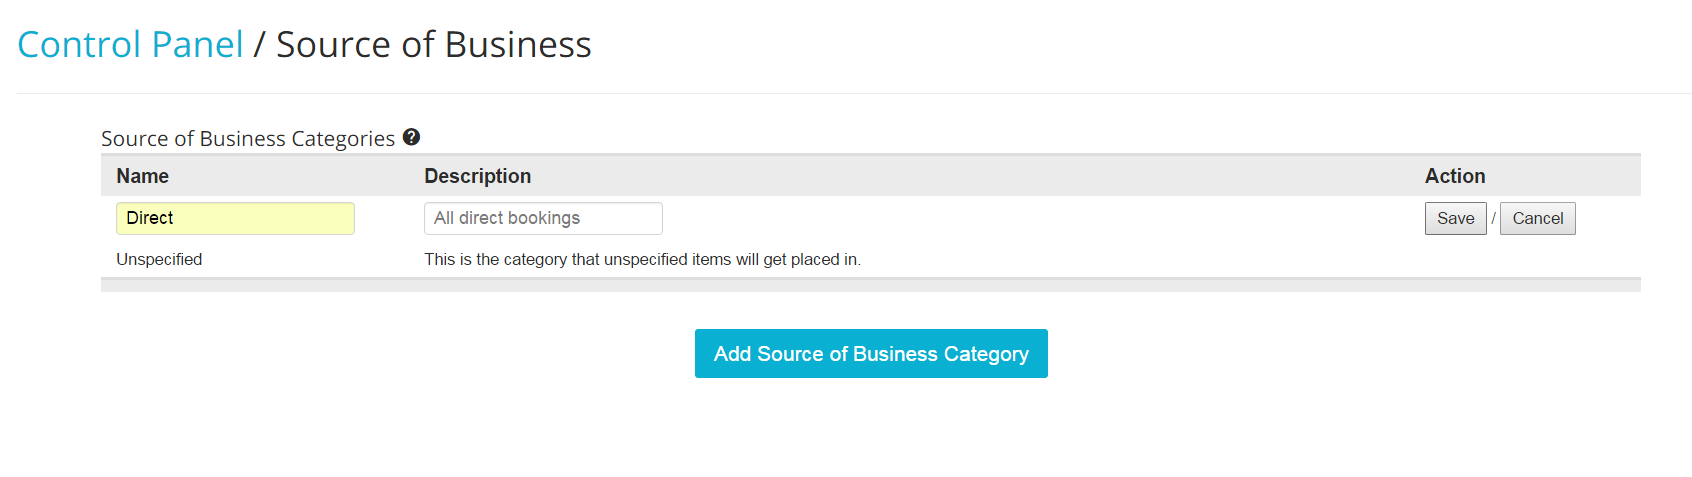 Control Panel / Source of Business
Source of Business Categories ?
Name Description Action
Direct All direct bookings Save / Cancel
Unspecified This is the category that unspecified items will get placed in.
Add Source of Business Category